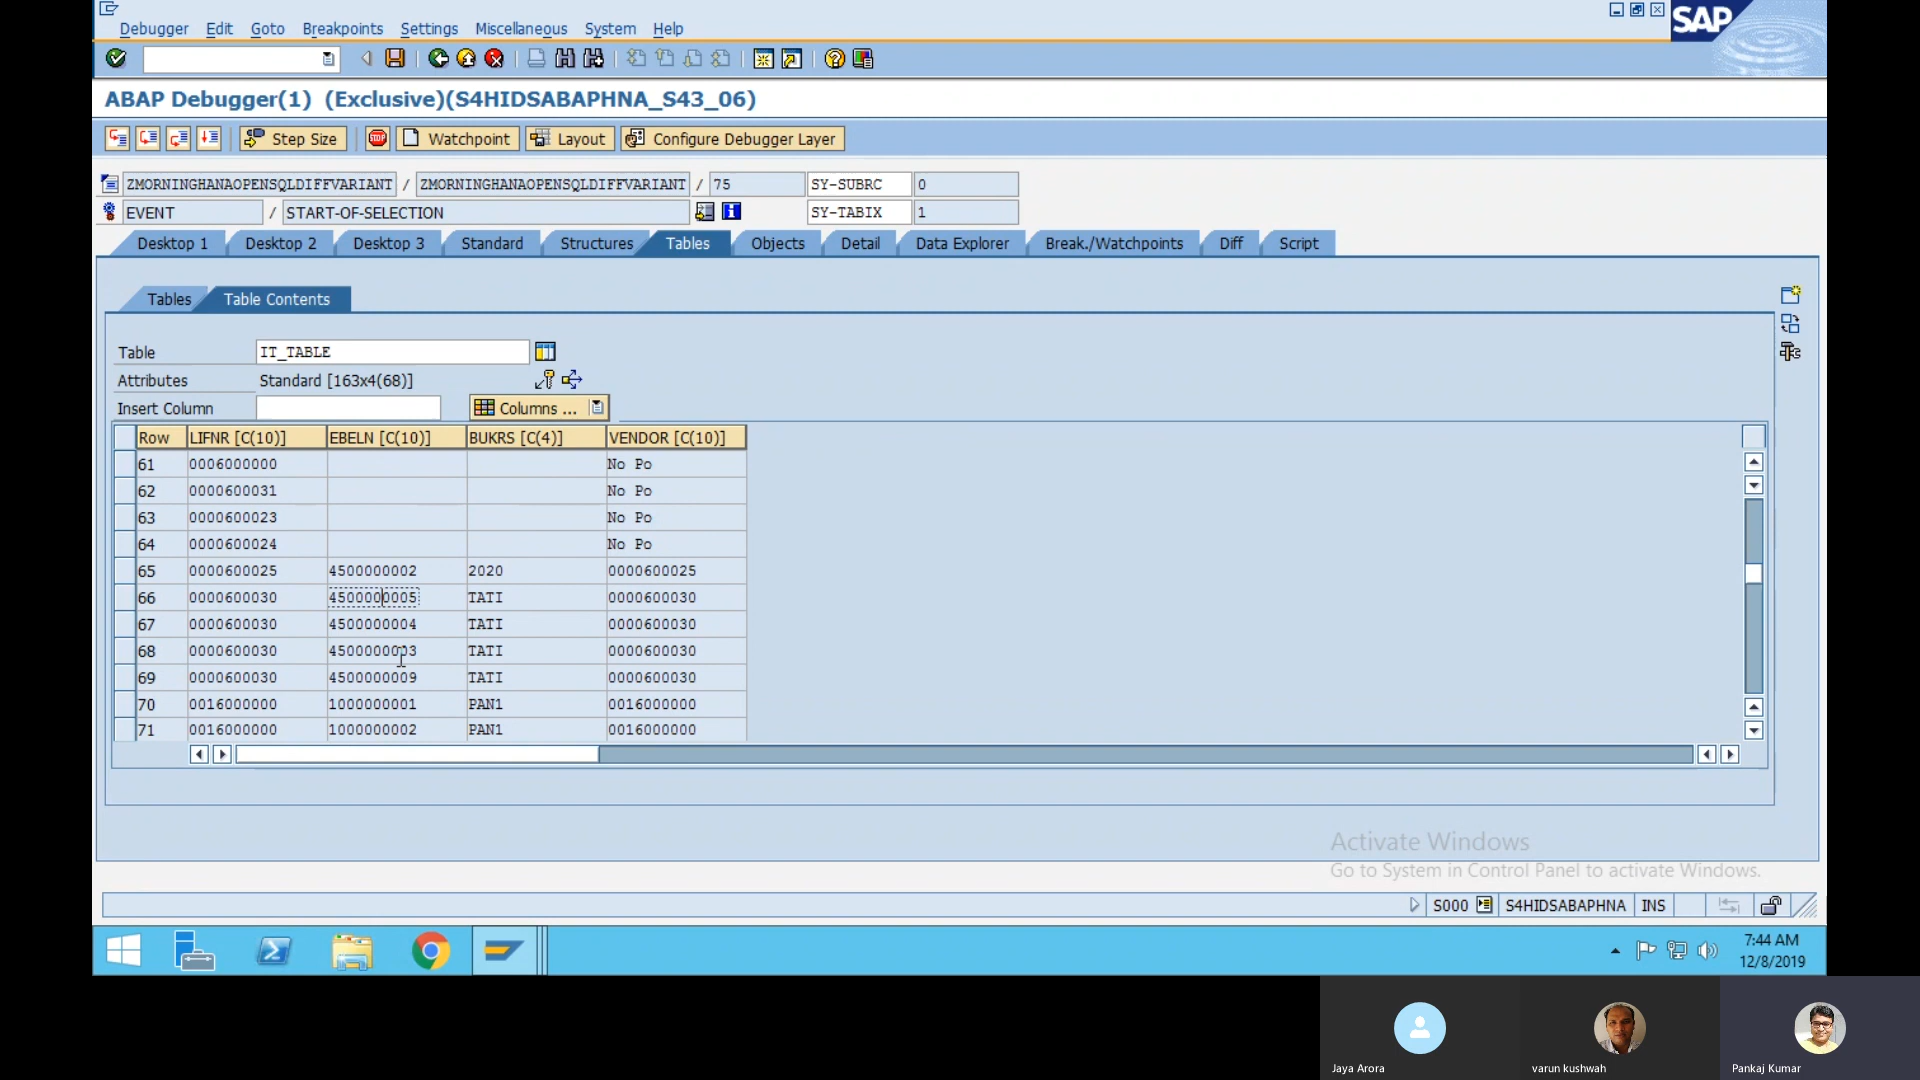 Debugger Edit Goto Breakpoints Settings Miscellaneous System Help
SAP
ABAP Debugger(1) (Exclusive)(S4HIDSABAPHNA_S43_06)
Step Size STOP Watchpoint Layout Configure Debugger Layer
ZMORNINGHANAOPENSQLDIFFVARIANT / ZMORNINGHANAOPENSQLDIFFVARIANT / 75 SY-SUBRC 0
EVENT / START-OF-SELECTION SY-TABIX 1
Desktop 1 Desktop 2 Desktop 3 Standard Structures Tables Objects Detail Data Explorer Break./Watchpoints Diff Script
Tables Table Contents
Table IT_TABLE
Attributes Standard [163x4(68)]
Insert Column Columns ...
Row LIFNR [C(10)] EBELN [C(10)] BUKRS [C(4)] VENDOR [C(10)]
61 0006000000 No Po
62 0000600031 No Po
63 0000600023 No Po
64 0000600024 No Po
65 0000600025 4500000002 2020 0000600025
66 0000600030 4500000005 TATI 0000600030
67 0000600030 4500000004 TATI 0000600030
68 0000600030 4500000003 TATI 0000600030
69 0000600030 4500000009 TATI 0000600030
70 0016000000 1000000001 PAN1 0016000000
71 0016000000 1000000002 PAN1 0016000000
Activate Windows
Go to System in Control Panel to activate Windows.
S000 S4HIDSABAPHNA INS
7:44 AM
12/8/2019
Jaya Arora varun kushwah Pankaj Kumar